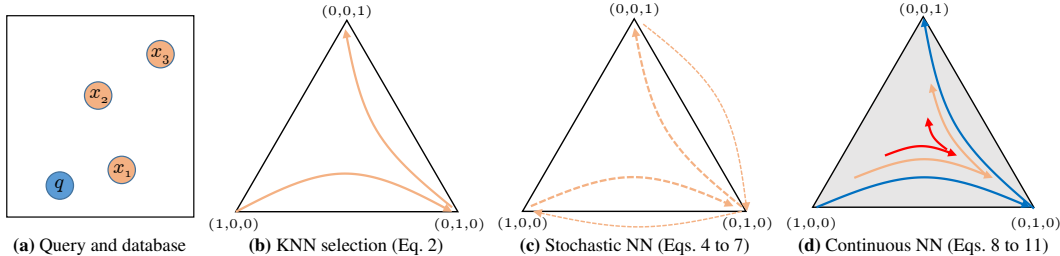 (0,0,1) (0,0,1) (0,0,1)
x3
x2
x1
q
(1,0,0) (0,1,0) (1,0,0) (0,1,0) (1,0,0) (0,1,0)
(a) Query and database (b) KNN selection (Eq. 2) (c) Stochastic NN (Eqs. 4 to 7) (d) Continuous NN (Eqs. 8 to 11)